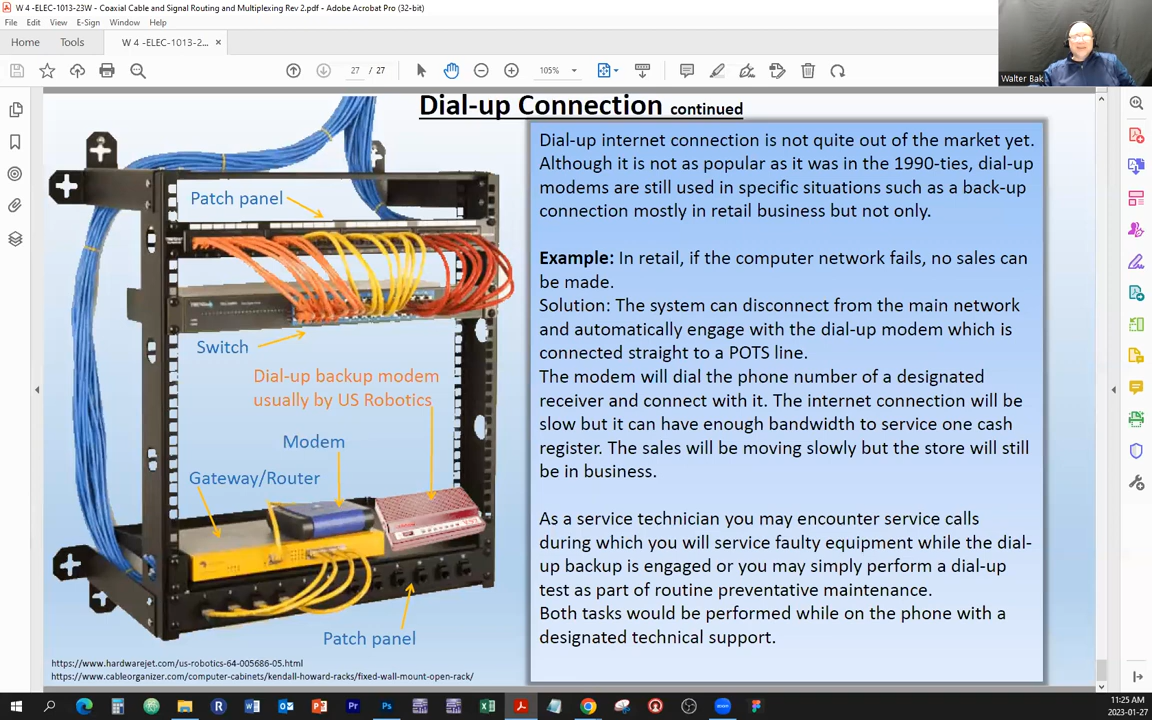 W 4 -ELEC-1013-23W - Coaxial Cable and Signal Routing and Multiplexing Rev 2.pdf - Adobe Acrobat Pro (32-bit)
File Edit View E-Sign Window Help
Home Tools W 4 -ELEC-1013-2...
27 / 27 105%
Walter Bak
Dial-up Connection continued
Patch panel
Switch
Dial-up backup modem
usually by US Robotics
Modem
Gateway/Router
Patch panel
https://www.hardwarejet.com/us-robotics-64-005686-05.html
https://www.cableorganizer.com/computer-cabinets/kendall-howard-racks/fixed-wall-mount-open-rack/
Dial-up internet connection is not quite out of the market yet.
Although it is not as popular as it was in the 1990-ties, dial-up
modems are still used in specific situations such as a back-up
connection mostly in retail business but not only.
Example: In retail, if the computer network fails, no sales can
be made.
Solution: The system can disconnect from the main network
and automatically engage with the dial-up modem which is
connected straight to a POTS line.
The modem will dial the phone number of a designated
receiver and connect with it. The internet connection will be
slow but it can have enough bandwidth to service one cash
register. The sales will be moving slowly but the store will still
be in business.
As a service technician you may encounter service calls
during which you will service faulty equipment while the dial-
up backup is engaged or you may simply perform a dial-up
test as part of routine preventative maintenance.
Both tasks would be performed while on the phone with a
designated technical support.
11:25 AM
2023-01-27